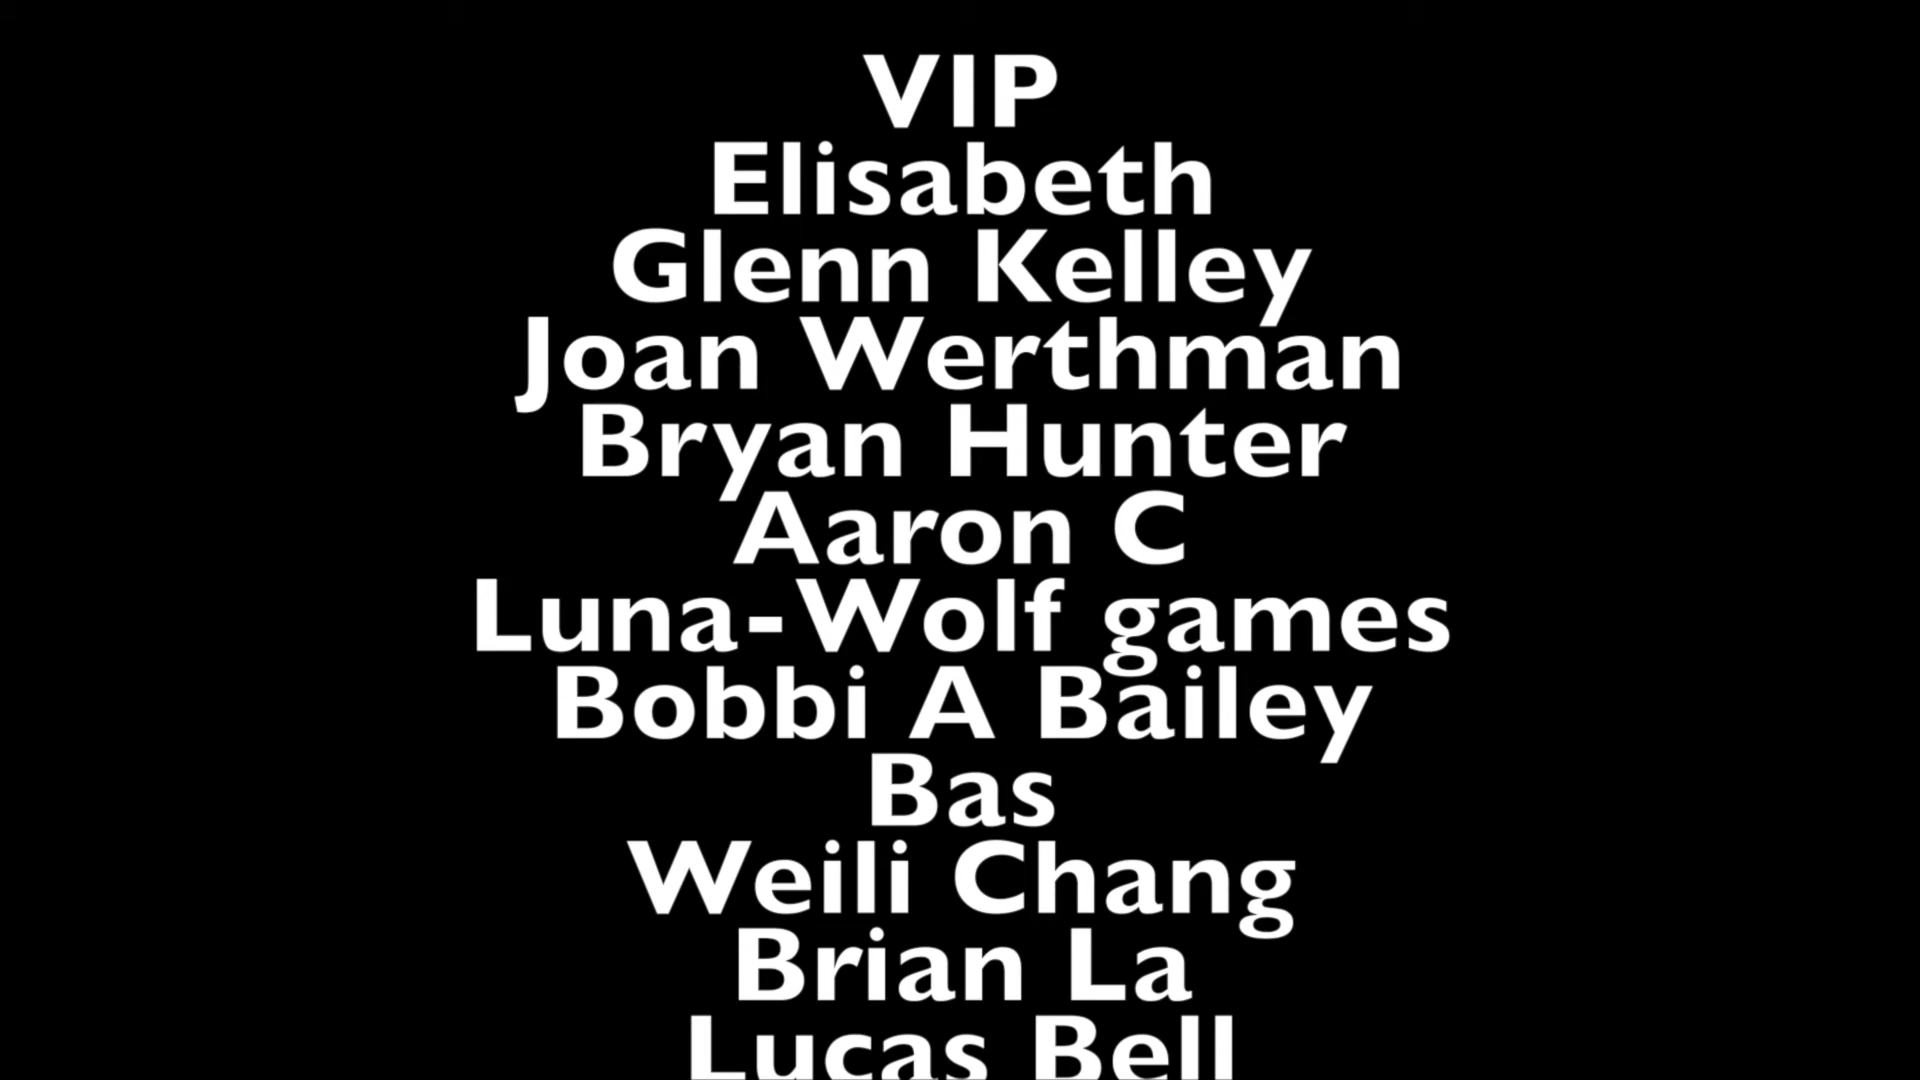 VIP
Elisabeth
Glenn Kelley
Joan Werthman
Bryan Hunter
Aaron C
Luna-Wolf games
Bobbi A Bailey
Bas
Weili Chang
Brian La
Lucas Bell